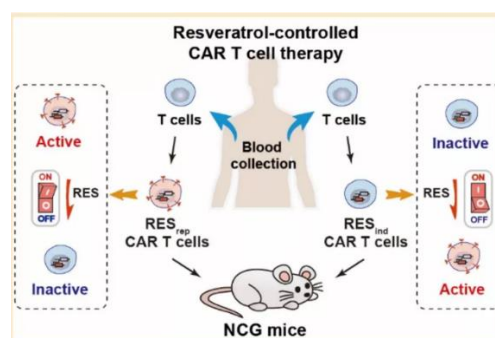 Resveratrol-controlled
CAR T cell therapy
Active
ON
OFF
RES
Inactive
T cells
Blood
collection
T cells
RESrep
CAR T cells
RESind
CAR T cells
NCG mice
Inactive
RES
ON
OFF
Active